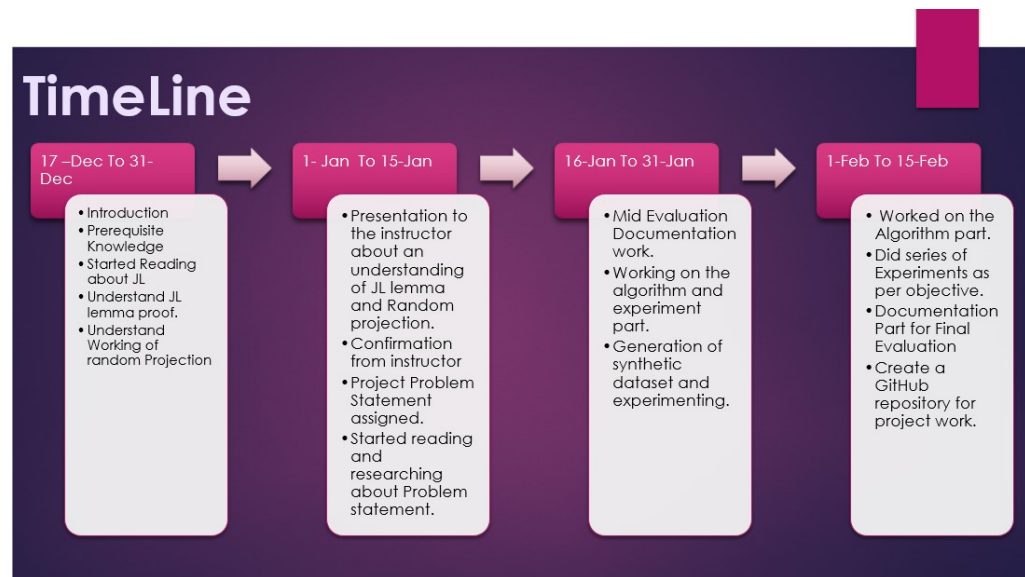 TimeLine
17 –Dec To 31-
Dec
• Introduction
• Prerequisite
Knowledge
• Started Reading
about JL
• Understand JL
lemma proof.
• Understand
Working of
random Projection
1- Jan To 15-Jan
• Presentation to
the instructor
about an
understanding
of JL lemma
and Random
projection.
• Confirmation
from instructor
• Project Problem
Statement
assigned.
• Started reading
and
researching
about Problem
statement.
16-Jan To 31-Jan
• Mid Evaluation
Documentation
work.
• Working on the
algorithm and
experiment
part.
• Generation of
synthetic
dataset and
experimenting.
1-Feb To 15-Feb
• Worked on the
Algorithm part.
• Did series of
Experiments as
per objective.
• Documentation
Part for Final
Evaluation
• Create a
GitHub
repository for
project work.